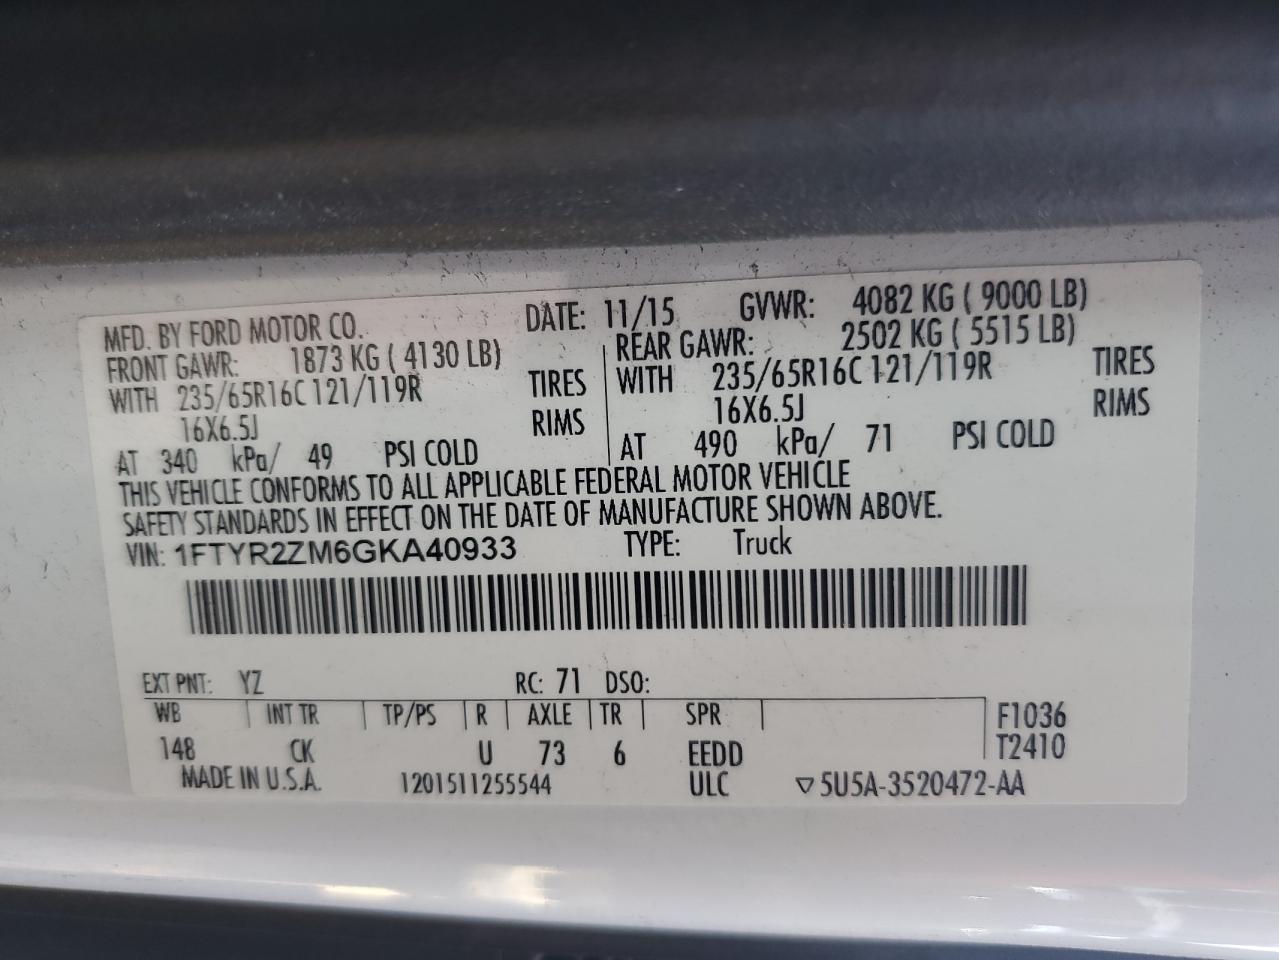 MFD. BY FORD MOTOR CO. DATE: 11/15 GVWR: 4082 KG ( 9000 LB)
FRONT GAWR: 1873 KG ( 4130 LB) REAR GAWR: 2502 KG ( 5515 LB)
WITH 235/65R16C 121/119R TIRES WITH 235/65R16C 121/119R TIRES
16X6.5J RIMS 16X6.5J RIMS
AT 340 kPa/ 49 PSI COLD AT 490 kPa/ 71 PSI COLD
THIS VEHICLE CONFORMS TO ALL APPLICABLE FEDERAL MOTOR VEHICLE
SAFETY STANDARDS IN EFFECT ON THE DATE OF MANUFACTURE SHOWN ABOVE.
VIN: 1FTYR2ZM6GKA40933 TYPE: Truck
EXT PNT: YZ RC: 71 DSO:
WB INT TR TP/PS R AXLE TR SPR F1036
148 CK U 73 6 EEDD T2410
MADE IN U.S.A. 1201511255544 ULC ▽5U5A-3520472-AA